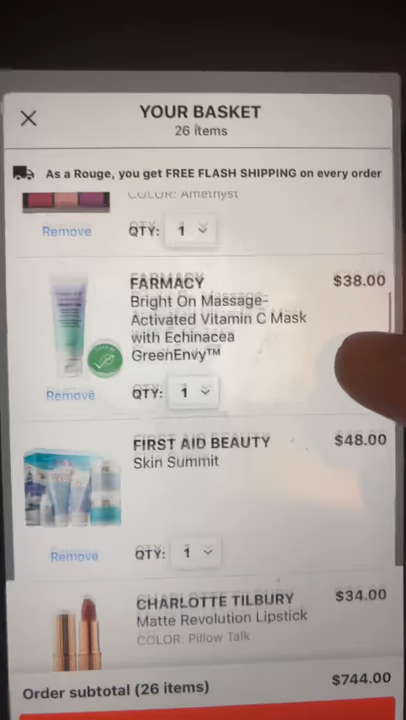 YOUR BASKET
26 items
As a Rouge, you get FREE FLASH SHIPPING on every order
COLOR: Amethyst
Remove
QTY: 1
FARMACY
$38.00
Bright On Massage-
Activated Vitamin C Mask
with Echinacea
GreenEnvy™
Remove
QTY: 1
FIRST AID BEAUTY
$48.00
Skin Summit
Remove
QTY: 1
CHARLOTTE TILBURY
$34.00
Matte Revolution Lipstick
COLOR: Pillow Talk
Order subtotal (26 items)
$744.00